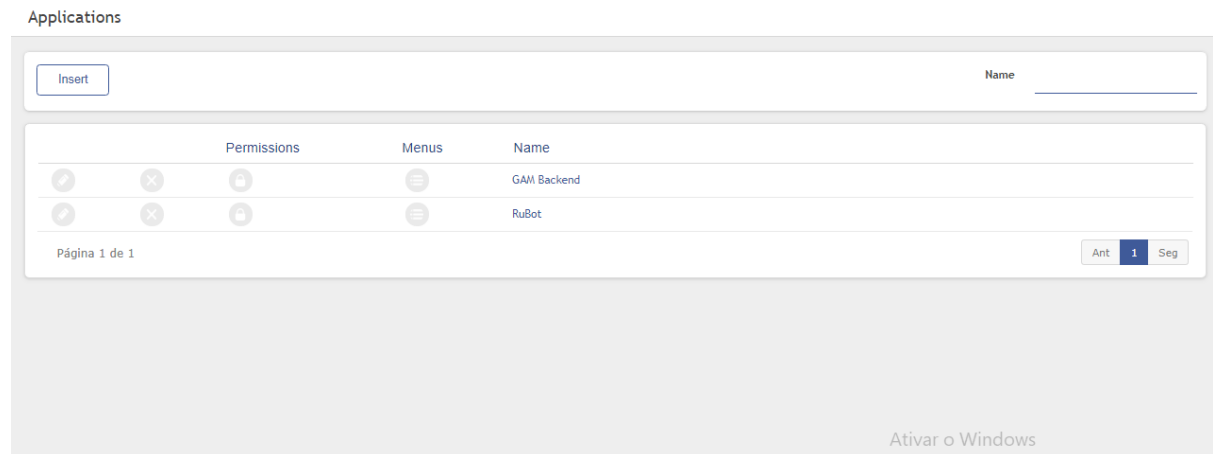 Applications
Insert
Name
Permissions Menus Name
GAM Backend
RuBot
Página 1 de 1
Ant 1 Seg
Ativar o Windows